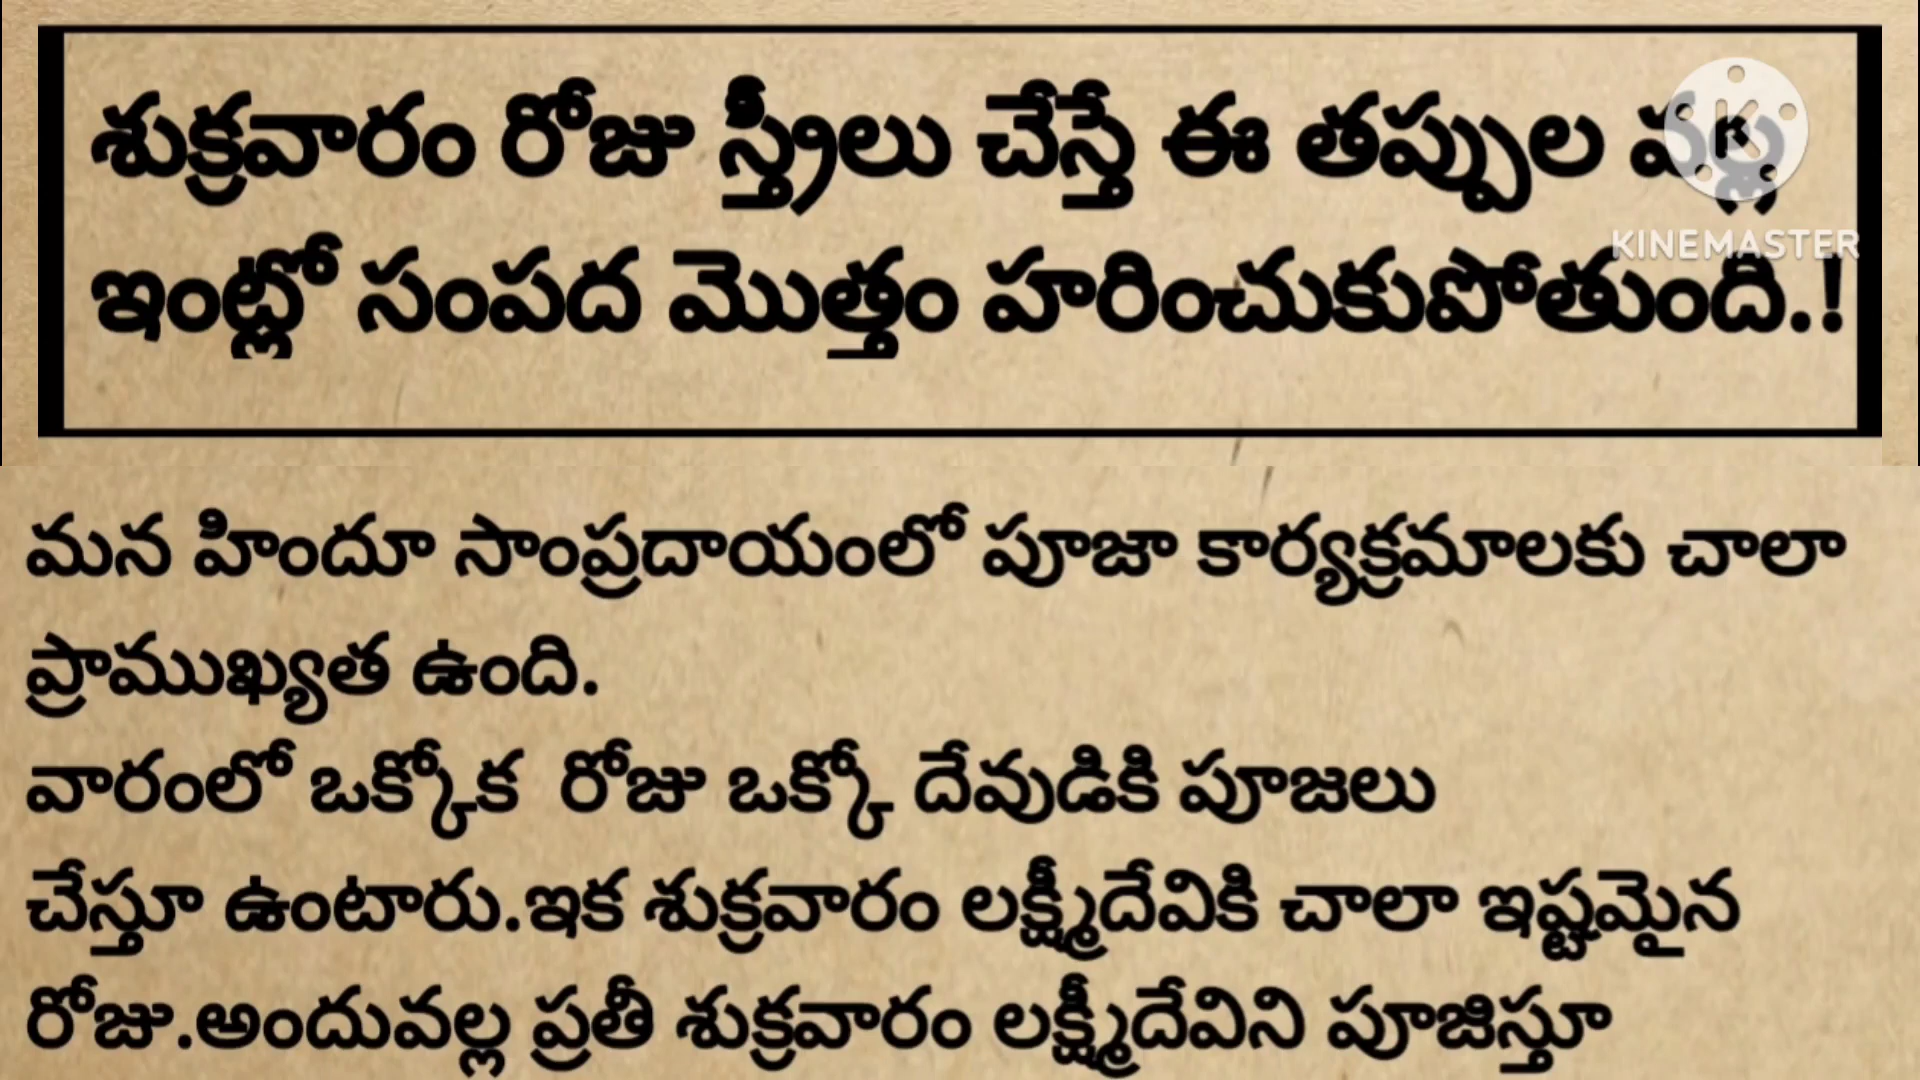 శుక్రవారం రోజు స్త్రీలు చేస్తే ఈ తప్పుల వల్ల
KINEMASTER
ఇంట్లో సంపద మొత్తం హరించుకుపోతుంది.!
మన హిందూ సాంప్రదాయంలో పూజా కార్యక్రమాలకు చాలా
ప్రాముఖ్యత ఉంది.
వారంలో ఒక్కోక రోజు ఒక్కో దేవుడికి పూజలు
చేస్తూ ఉంటారు.ఇక శుక్రవారం లక్ష్మీదేవికి చాలా ఇష్టమైన
రోజు.అందువల్ల ప్రతీ శుక్రవారం లక్ష్మీదేవిని పూజిస్తూ